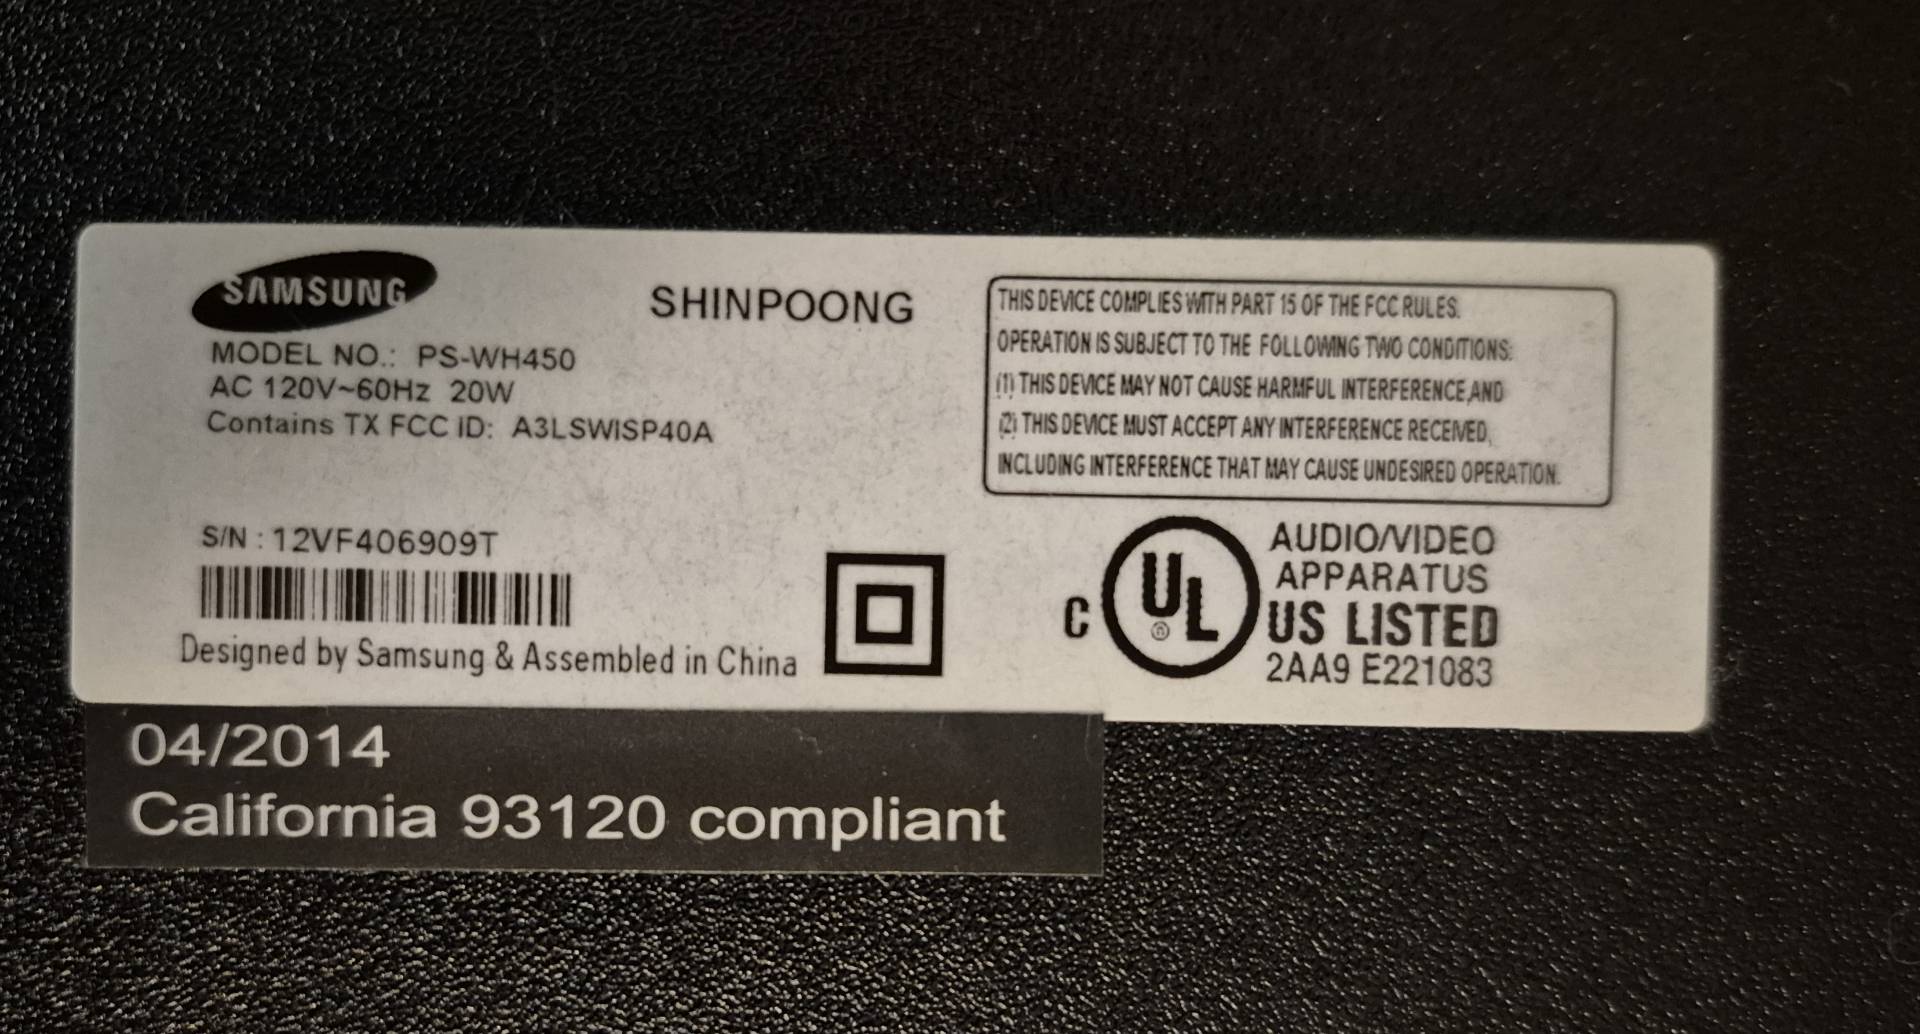 SAMSUNG
SHINPOONG
MODEL NO.: PS-WH450
AC 120V~60Hz 20W
Contains TX FCC ID: A3LSWISP40A
THIS DEVICE COMPLIES WITH PART 15 OF THE FCC RULES.
OPERATION IS SUBJECT TO THE FOLLOWING TWO CONDITIONS:
(1) THIS DEVICE MAY NOT CAUSE HARMFUL INTERFERENCE,AND
(2) THIS DEVICE MUST ACCEPT ANY INTERFERENCE RECEIVED,
INCLUDING INTERFERENCE THAT MAY CAUSE UNDESIRED OPERATION.
S/N : 12VF406909T
Designed by Samsung & Assembled in China
C UL ®
AUDIO/VIDEO
APPARATUS
US LISTED
2AA9 E221083
04/2014
California 93120 compliant